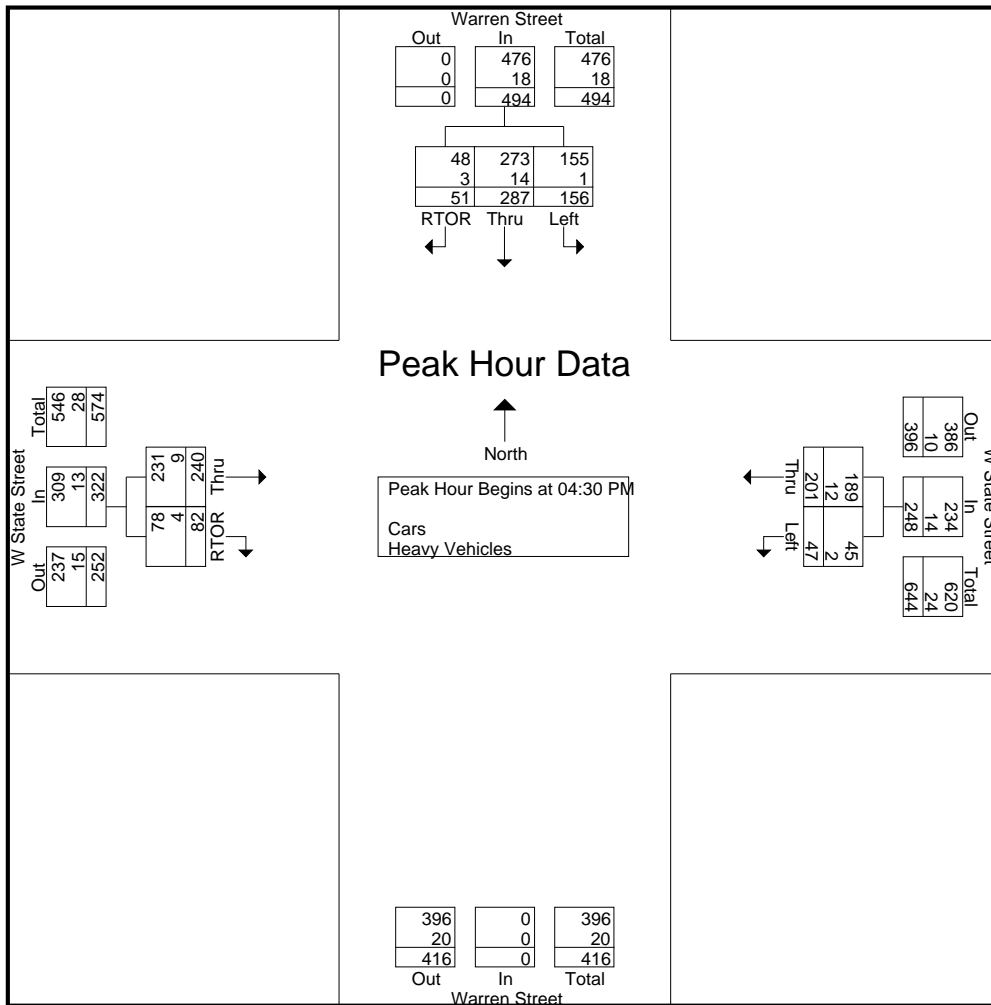 Warren Street
Out In Total
0 476 476
0 18 18
0 494 494
48 273 155
3 14 1
51 287 156
RTOR Thru Left
Peak Hour Data
North
Peak Hour Begins at 04:30 PM
Cars
Heavy Vehicles
W State Street
Out In Total
237 309 546
15 13 28
252 322 574
RTOR Thru
78 231
4 9
82 240
W State Street
Out In Total
386 234 620
10 14 24
396 248 644
189 45
12 2
201 47
Thru Left
396 0 396
20 0 20
416 0 416
Out In Total
Warren Street